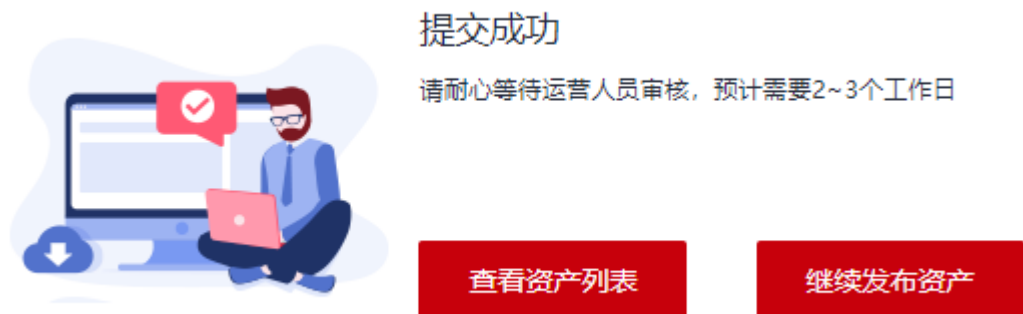 提交成功
请耐心等待运营人员审核，预计需要2~3个工作日
查看资产列表
继续发布资产